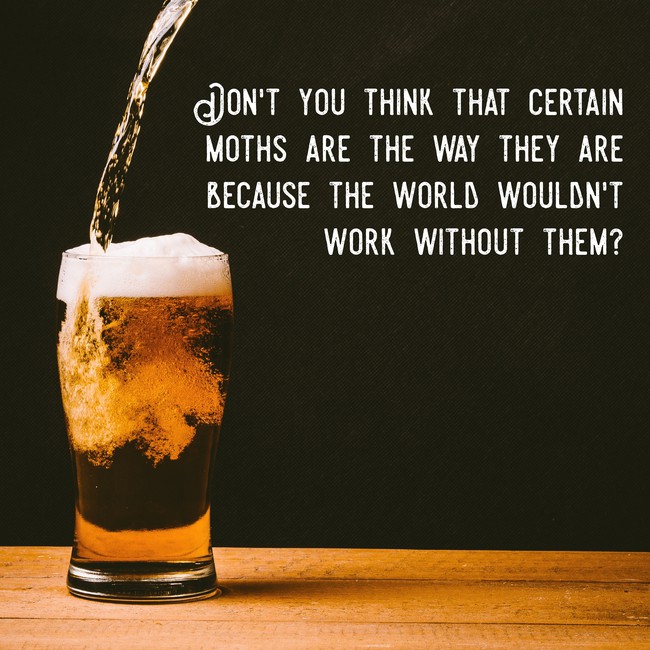 Don't you think that certain
moths are the way they are
because the world wouldn't
work without them?